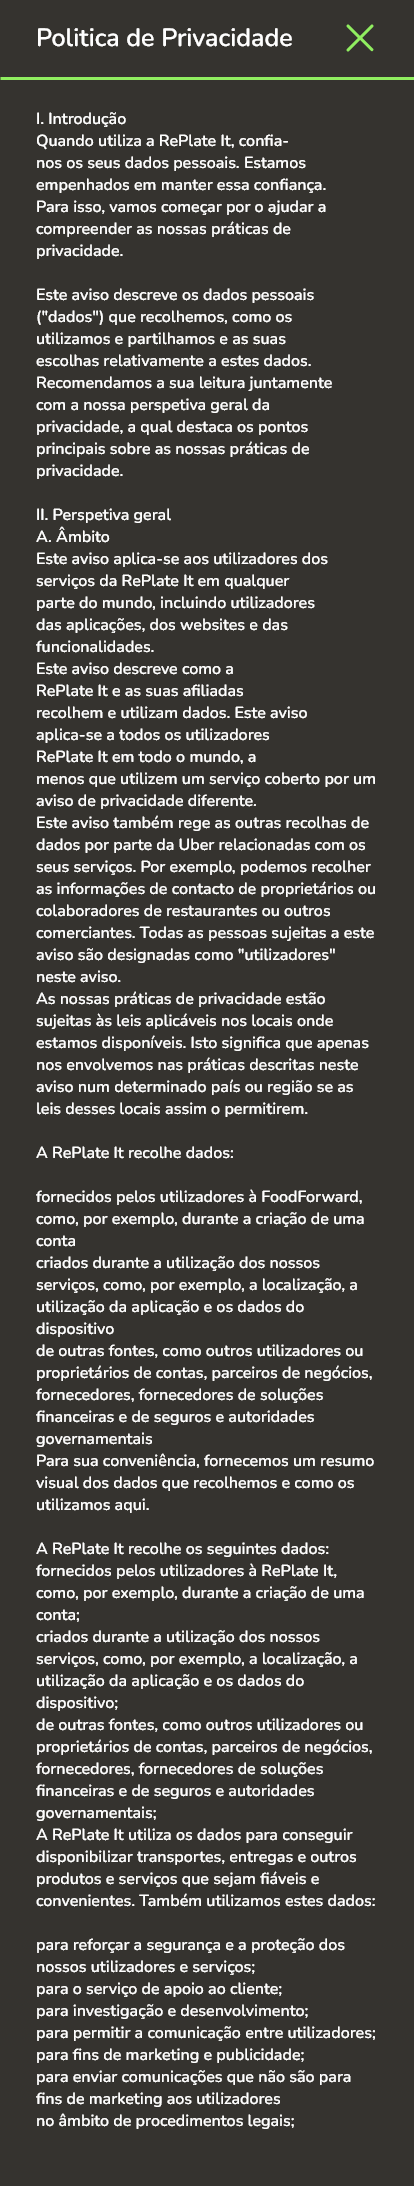 Politica de Privacidade
I. Introdução
Quando utiliza a RePlate It, confia-
nos os seus dados pessoais. Estamos
empenhados em manter essa confiança.
Para isso, vamos começar por o ajudar a
compreender as nossas práticas de
privacidade.
Este aviso descreve os dados pessoais
("dados") que recolhemos, como os
utilizamos e partilhamos e as suas
escolhas relativamente a estes dados.
Recomendamos a sua leitura juntamente
com a nossa perspetiva geral da
privacidade, a qual destaca os pontos
principais sobre as nossas práticas de
privacidade.
II. Perspetiva geral
A. Âmbito
Este aviso aplica-se aos utilizadores dos
serviços da RePlate It em qualquer
parte do mundo, incluindo utilizadores
das aplicações, dos websites e das
funcionalidades.
Este aviso descreve como a
RePlate It e as suas afiliadas
recolhem e utilizam dados. Este aviso
aplica-se a todos os utilizadores
RePlate It em todo o mundo, a
menos que utilizem um serviço coberto por um
aviso de privacidade diferente.
Este aviso também rege as outras recolhas de
dados por parte da Uber relacionadas com os
seus serviços. Por exemplo, podemos recolher
as informações de contacto de proprietários ou
colaboradores de restaurantes ou outros
comerciantes. Todas as pessoas sujeitas a este
aviso são designadas como "utilizadores"
neste aviso.
As nossas práticas de privacidade estão
sujeitas às leis aplicáveis nos locais onde
estamos disponíveis. Isto significa que apenas
nos envolvemos nas práticas descritas neste
aviso num determinado país ou região se as
leis desses locais assim o permitirem.
A RePlate It recolhe dados:
fornecidos pelos utilizadores à FoodForward,
como, por exemplo, durante a criação de uma
conta
criados durante a utilização dos nossos
serviços, como, por exemplo, a localização, a
utilização da aplicação e os dados do
dispositivo
de outras fontes, como outros utilizadores ou
proprietários de contas, parceiros de negócios,
fornecedores, fornecedores de soluções
financeiras e de seguros e autoridades
governamentais
Para sua conveniência, fornecemos um resumo
visual dos dados que recolhemos e como os
utilizamos aqui.
A RePlate It recolhe os seguintes dados:
fornecidos pelos utilizadores à RePlate It,
como, por exemplo, durante a criação de uma
conta;
criados durante a utilização dos nossos
serviços, como, por exemplo, a localização, a
utilização da aplicação e os dados do
dispositivo;
de outras fontes, como outros utilizadores ou
proprietários de contas, parceiros de negócios,
fornecedores, fornecedores de soluções
financeiras e de seguros e autoridades
governamentais;
A RePlate It utiliza os dados para conseguir
disponibilizar transportes, entregas e outros
produtos e serviços que sejam fiáveis e
convenientes. Também utilizamos estes dados:
para reforçar a segurança e a proteção dos
nossos utilizadores e serviços;
para o serviço de apoio ao cliente;
para investigação e desenvolvimento;
para permitir a comunicação entre utilizadores;
para fins de marketing e publicidade;
para enviar comunicações que não são para
fins de marketing aos utilizadores
no âmbito de procedimentos legais;